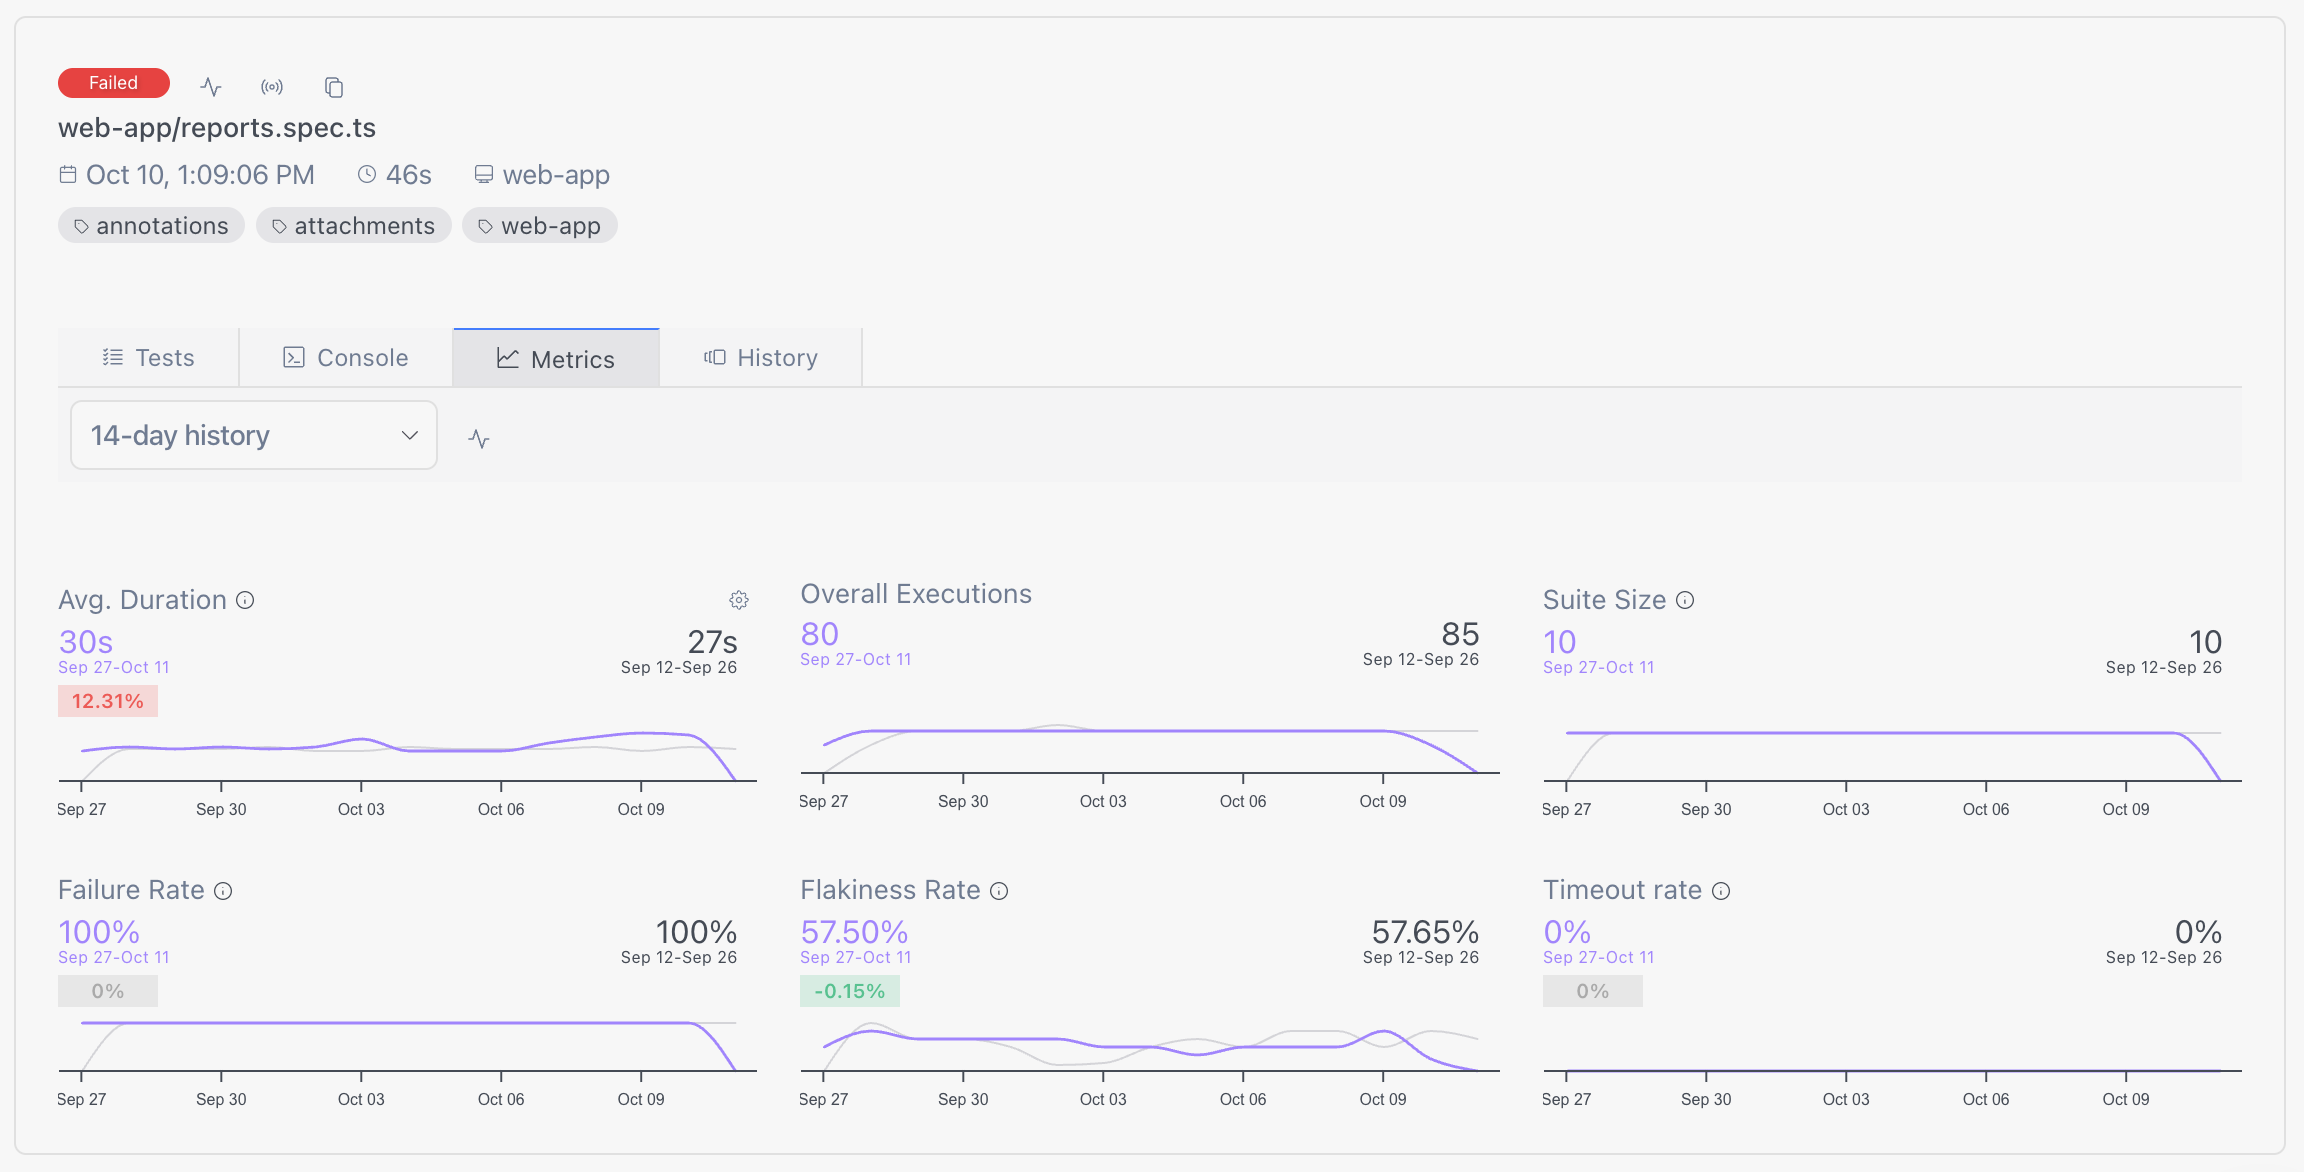 Failed
web-app/reports.spec.ts
Oct 10, 1:09:06 PM 46s web-app
annotations attachments web-app
Tests Console Metrics History
14-day history
Avg. Duration
30s 27s
Sep 27-Oct 11 Sep 12-Sep 26
12.31%
Sep 27 Sep 30 Oct 03 Oct 06 Oct 09
Overall Executions
80 85
Sep 27-Oct 11 Sep 12-Sep 26
Sep 27 Sep 30 Oct 03 Oct 06 Oct 09
Suite Size
10 10
Sep 27-Oct 11 Sep 12-Sep 26
Sep 27 Sep 30 Oct 03 Oct 06 Oct 09
Failure Rate
100% 100%
Sep 27-Oct 11 Sep 12-Sep 26
0%
Sep 27 Sep 30 Oct 03 Oct 06 Oct 09
Flakiness Rate
57.50% 57.65%
Sep 27-Oct 11 Sep 12-Sep 26
-0.15%
Sep 27 Sep 30 Oct 03 Oct 06 Oct 09
Timeout rate
0% 0%
Sep 27-Oct 11 Sep 12-Sep 26
0%
Sep 27 Sep 30 Oct 03 Oct 06 Oct 09